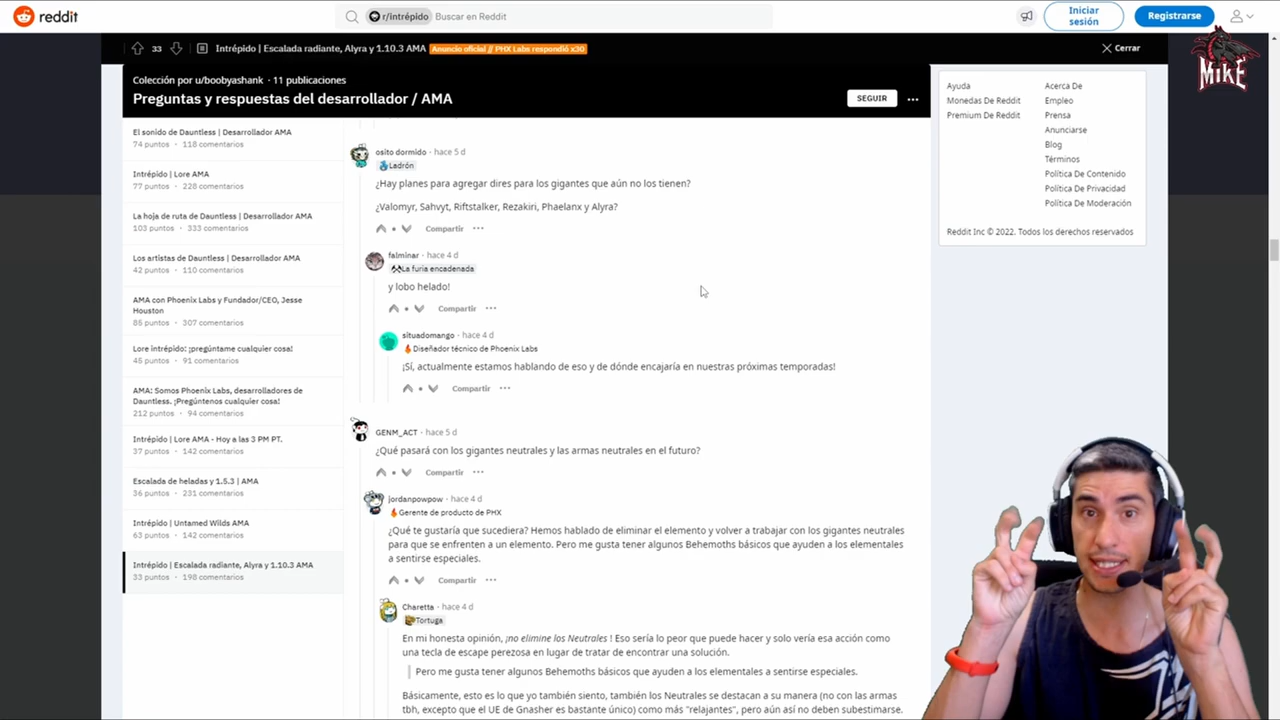 reddit
r/intrépido
Buscar en Reddit
Iniciar
sesión
Registrarse
MIKE
33
Intrépido | Escalada radiante, Alyra y 1.10.3 AMA
Anuncio oficial // PHX Labs respondió x30
Cerrar
Colección por u/boobyashank · 11 publicaciones
Preguntas y respuestas del desarrollador / AMA
SEGUIR
El sonido de Dauntless | Desarrollador AMA
74 puntos · 118 comentarios
Intrépido | Lore AMA
77 puntos · 228 comentarios
La hoja de ruta de Dauntless | Desarrollador AMA
103 puntos · 333 comentarios
Los artistas de Dauntless | Desarrollador AMA
42 puntos · 110 comentarios
AMA con Phoenix Labs y Fundador/CEO, Jesse
Houston
85 puntos · 307 comentarios
Lore intrépido: ¡pregúntame cualquier cosa!
45 puntos · 91 comentarios
AMA: Somos Phoenix Labs, desarrolladores de
Dauntless. ¡Pregúntenos cualquier cosa!
212 puntos · 94 comentarios
Intrépido | Lore AMA - Hoy a las 3 PM PT.
37 puntos · 142 comentarios
Escalada de heladas y 1.5.3 | AMA
36 puntos · 231 comentarios
Intrépido | Untamed Wilds AMA
63 puntos · 142 comentarios
Intrépido | Escalada radiante, Alyra y 1.10.3 AMA
33 puntos · 198 comentarios
osito dormido · hace 5 d
Ladrón
¿Hay planes para agregar dires para los gigantes que aún no los tienen?
¿Valomyr, Sahvyt, Riftstalker, Rezakiri, Phaelanx y Alyra?
Compartir
falminar · hace 4 d
La furia encadenada
y lobo helado!
Compartir
situadomango · hace 4 d
Diseñador técnico de Phoenix Labs
¡Sí, actualmente estamos hablando de eso y de dónde encajaría en nuestras próximas temporadas!
Compartir
GENM_ACT · hace 5 d
¿Qué pasará con los gigantes neutrales y las armas neutrales en el futuro?
Compartir
jordanpowpow · hace 4 d
Gerente de producto de PHX
¿Qué te gustaría que sucediera? Hemos hablado de eliminar el elemento y volver a trabajar con los gigantes neutrales
para que se enfrenten a un elemento. Pero me gusta tener algunos Behemoths básicos que ayuden a los elementales
a sentirse especiales.
Compartir
Charetta · hace 4 d
Tortuga
En mi honesta opinión, ¡no elimine los Neutrales ! Eso sería lo peor que puede hacer y solo vería esa acción como
una tecla de escape perezosa en lugar de tratar de encontrar una solución.
Pero me gusta tener algunos Behemoths básicos que ayuden a los elementales a sentirse especiales.
Básicamente, esto es lo que yo también siento, también los Neutrales se destacan a su manera (no con las armas
tbh, excepto que el UE de Gnasher es bastante único) como más "relajantes", pero aún así no deben subestimarse.
Ayuda
Monedas De Reddit
Premium De Reddit
Acerca De
Empleo
Prensa
Anunciarse
Blog
Términos
Política De Contenido
Política De Privacidad
Política De Moderación
Reddit Inc © 2022. Todos los derechos reservados